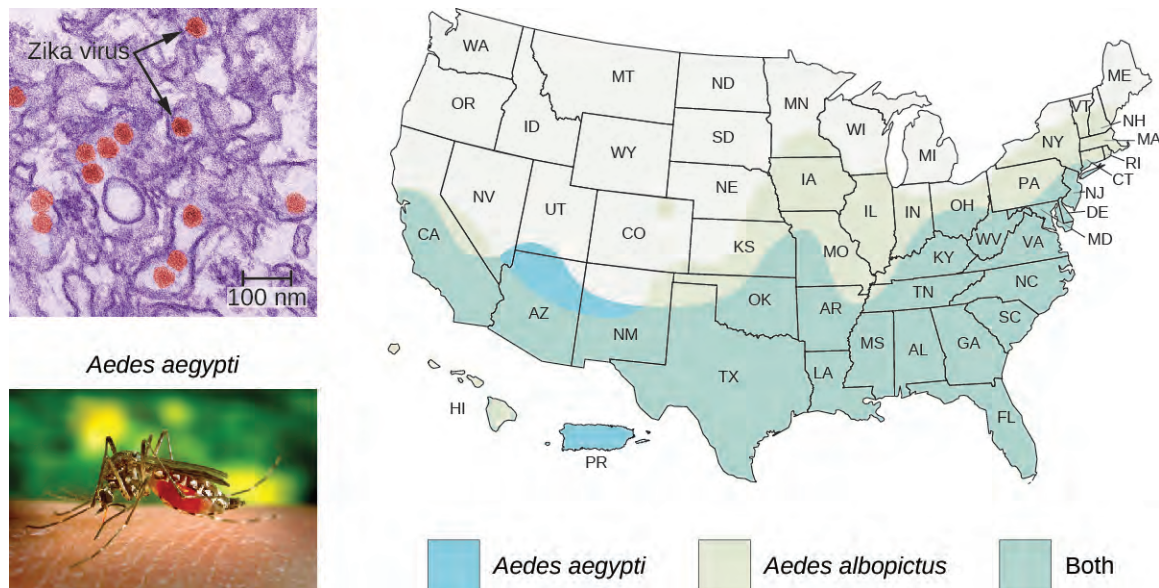 Zika virus
100 nm
Aedes aegypti
WA
OR
ID
MT
WY
ND
SD
NE
MN
WI
MI
IA
IL
IN
OH
PA
NY
VT
ME
NH
MA
RI
CT
NJ
DE
MD
NV
UT
CO
KS
MO
KY
WV
VA
CA
AZ
NM
OK
AR
TN
NC
SC
TX
LA
MS
AL
GA
FL
HI
PR
Aedes aegypti
Aedes albopictus
Both